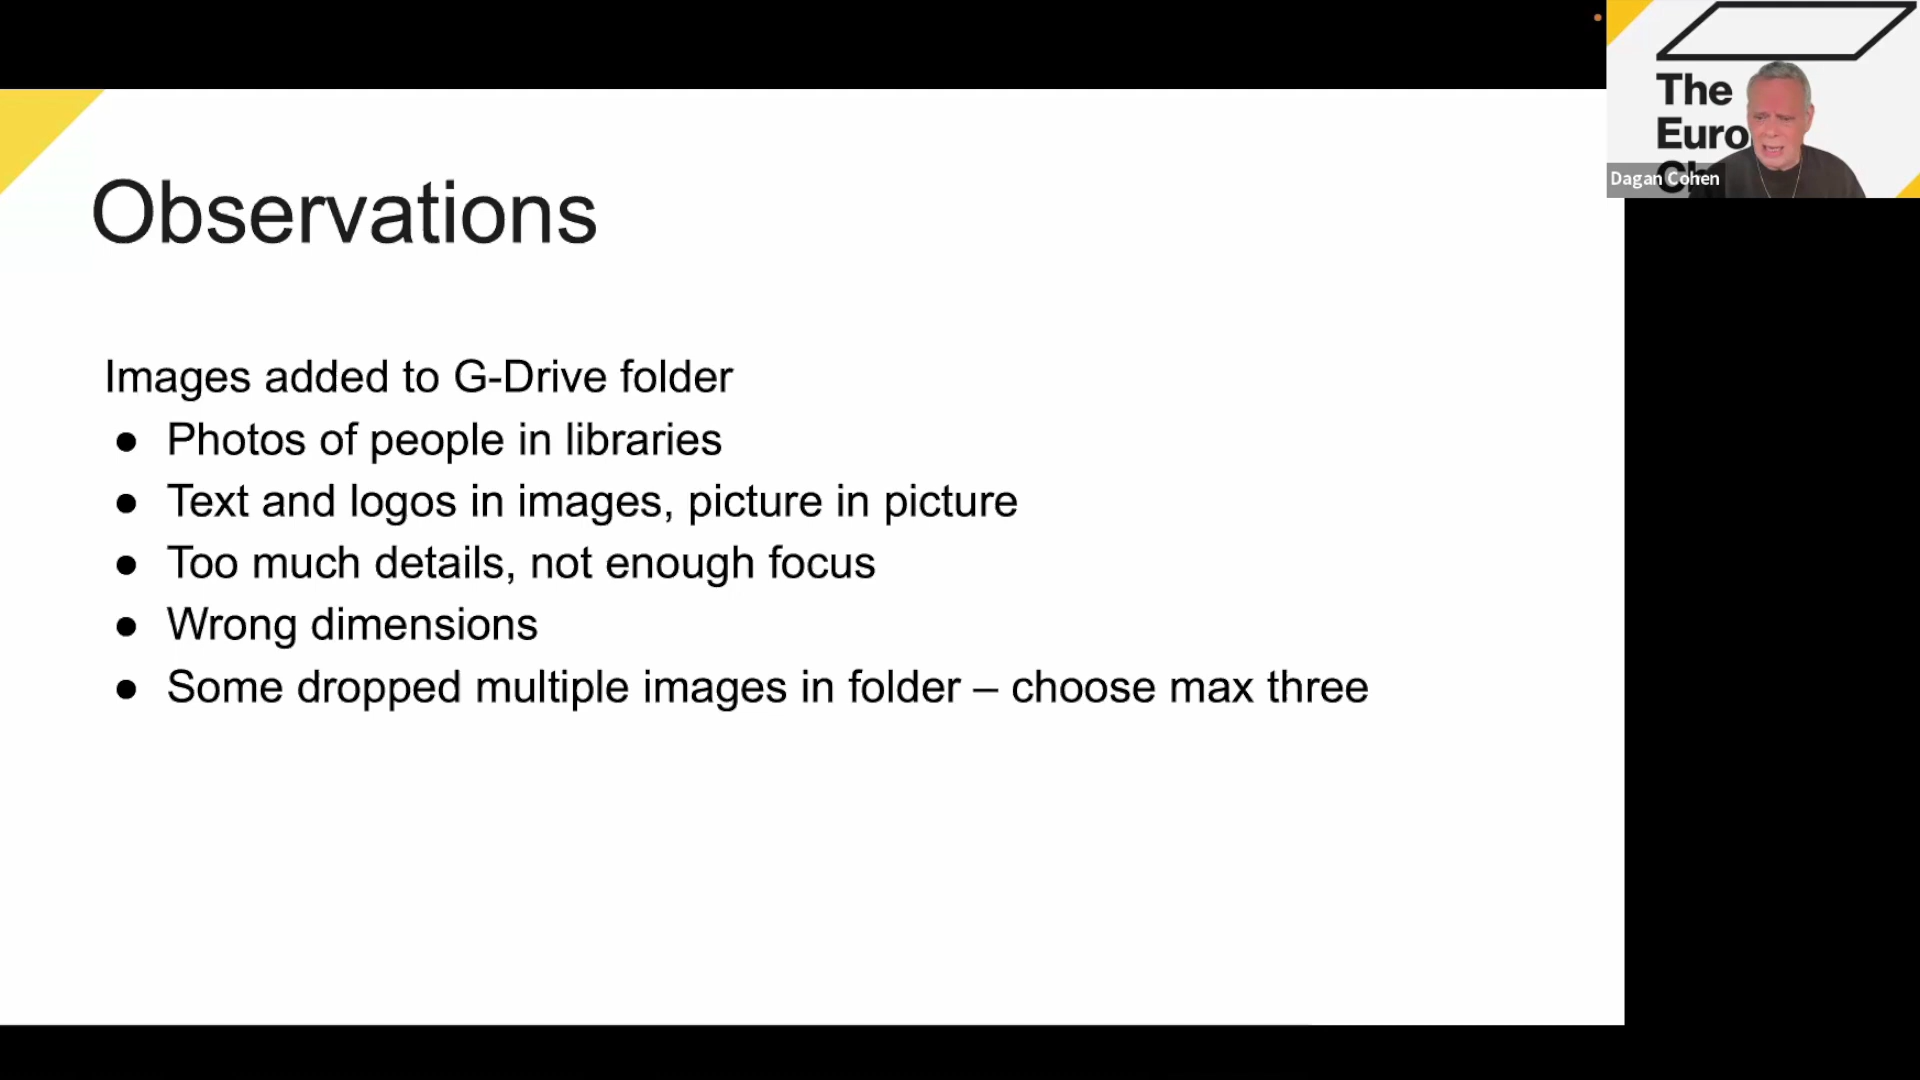 The
Euro
Dagan Cohen
Observations
Images added to G-Drive folder
● Photos of people in libraries
● Text and logos in images, picture in picture
● Too much details, not enough focus
● Wrong dimensions
● Some dropped multiple images in folder – choose max three